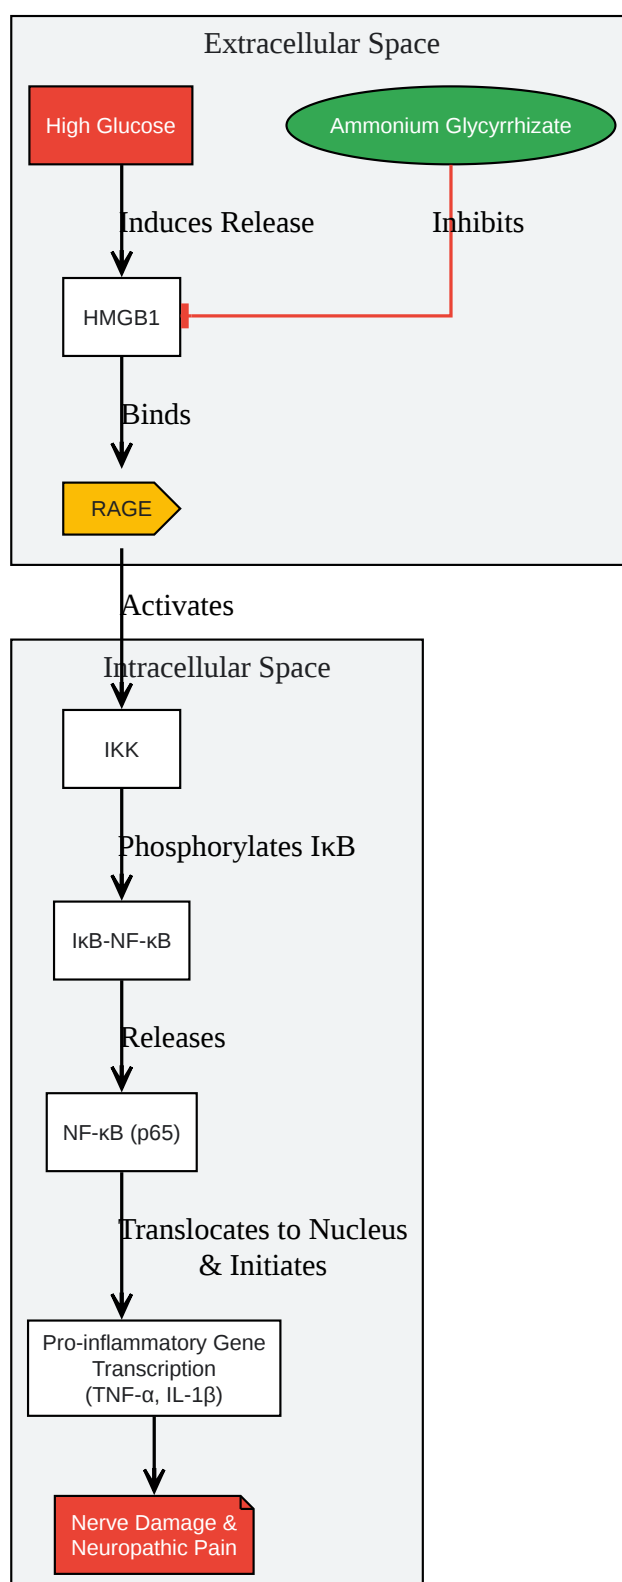 Extracellular Space
High Glucose
Ammonium Glycyrrhizate
Induces Release
Inhibits
HMGB1
Binds
RAGE
Activates
Intracellular Space
IKK
Phosphorylates IκB
IκB-NF-κB
Releases
NF-κB (p65)
Translocates to Nucleus
& Initiates
Pro-inflammatory Gene
Transcription
(TNF-α, IL-1β)
Nerve Damage &
Neuropathic Pain